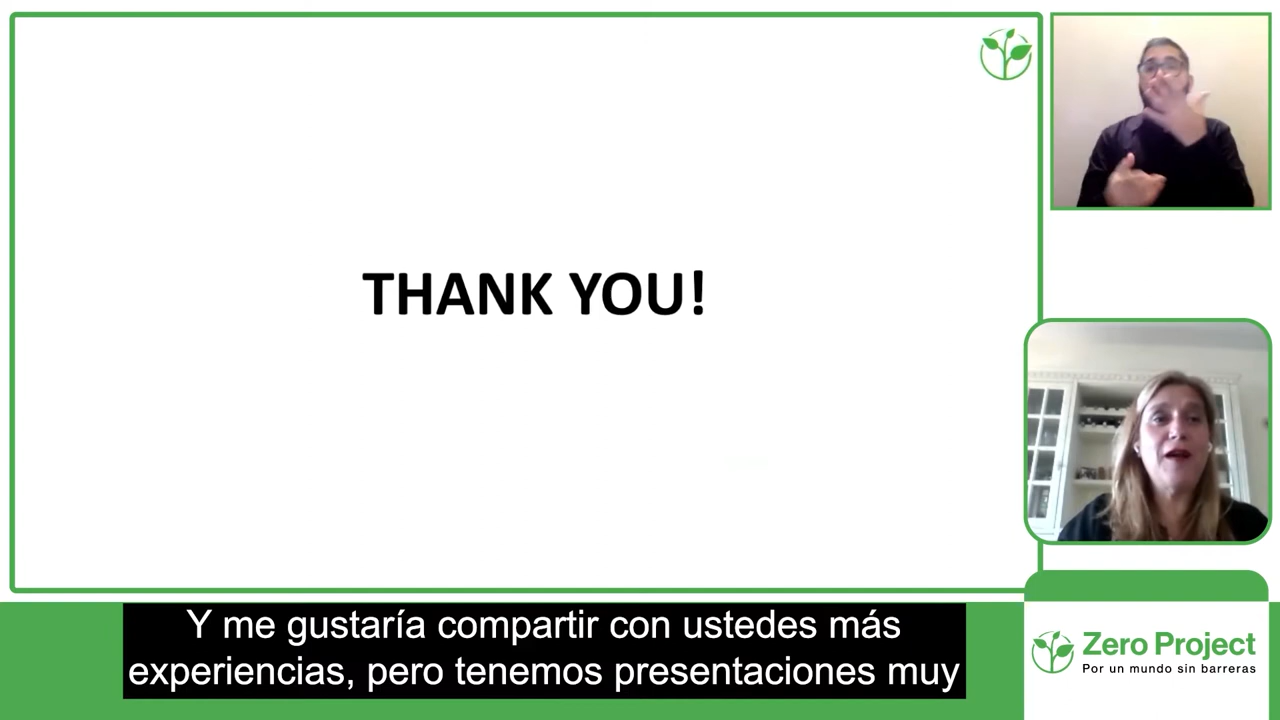 THANK YOU!
Y me gustaría compartir con ustedes más
experiencias, pero tenemos presentaciones muy
Zero Project
Por un mundo sin barreras